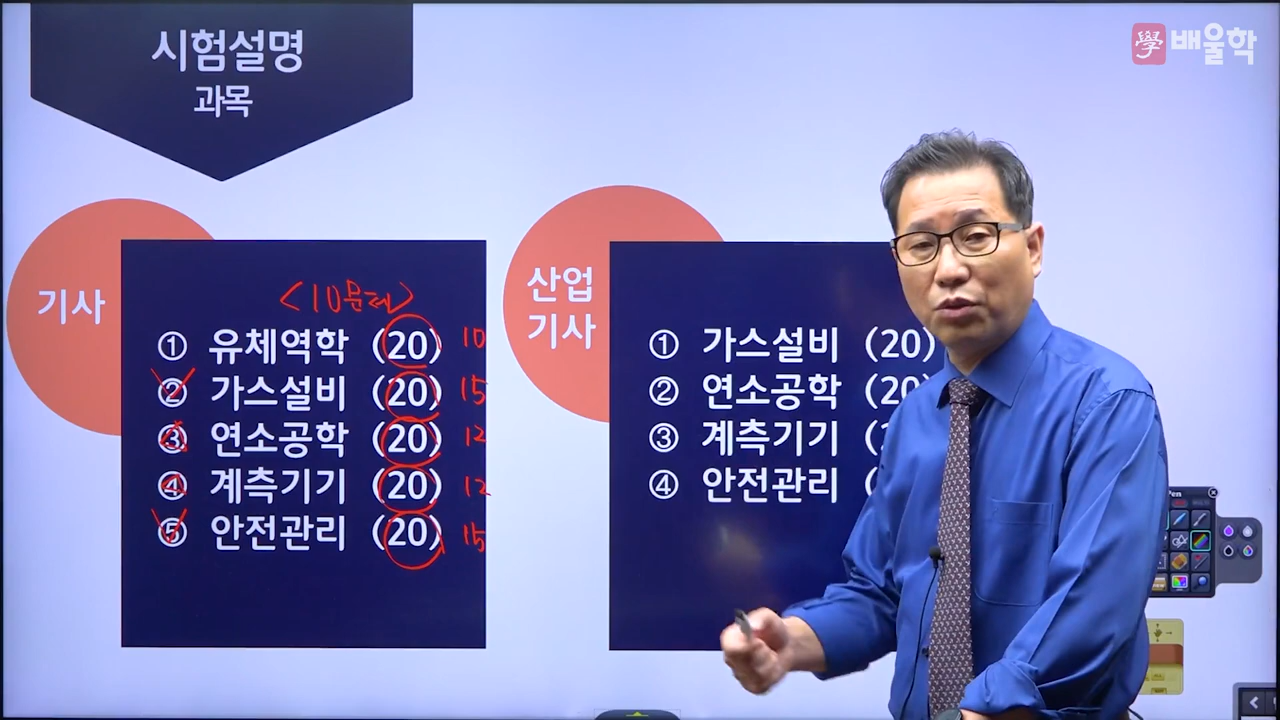 시험설명
과목
學 배울학
기사
<10문제>
① 유체역학 (20) 10
② 가스설비 (20) 15
③ 연소공학 (20) 12
④ 계측기기 (20) 12
⑤ 안전관리 (20) 15
산업
기사
① 가스설비 (20)
② 연소공학 (20
③ 계측기기 (2
④ 안전관리 (
Pen